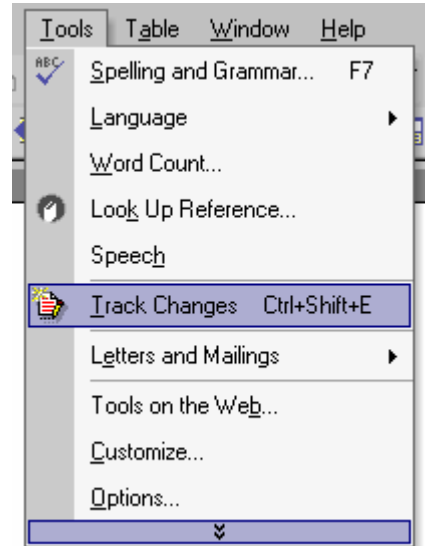 Tools Table Window Help
ABC Spelling and Grammar... F7
Language
Word Count...
Look Up Reference...
Speech
Track Changes Ctrl+Shift+E
Letters and Mailings
Tools on the Web...
Customize...
Options...